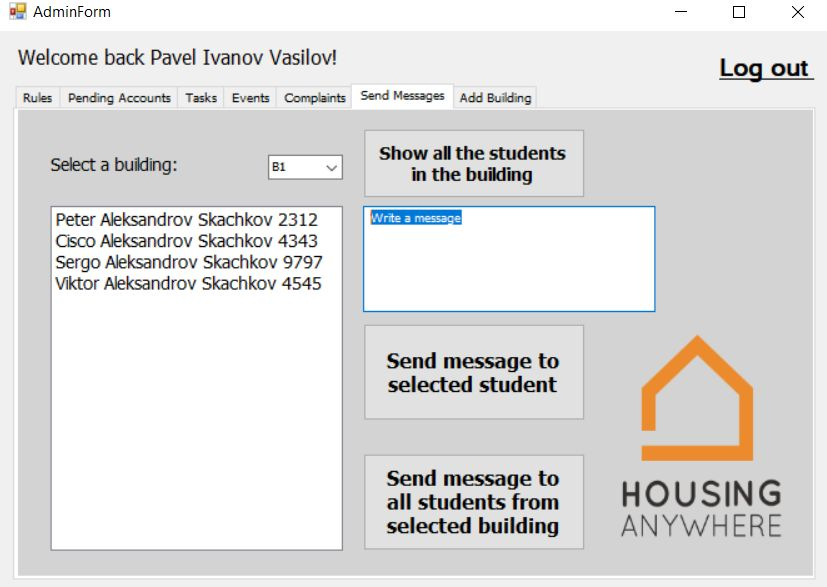 AdminForm
Welcome back Pavel Ivanov Vasilov!
Log out
Rules Pending Accounts Tasks Events Complaints Send Messages Add Building
Select a building:
B1
Show all the students
in the building
Peter Aleksandrov Skachkov 2312
Cisco Aleksandrov Skachkov 4343
Sergo Aleksandrov Skachkov 9797
Viktor Aleksandrov Skachkov 4545
Write a message
Send message to
selected student
Send message to
all students from
selected building
HOUSING
ANYWHERE